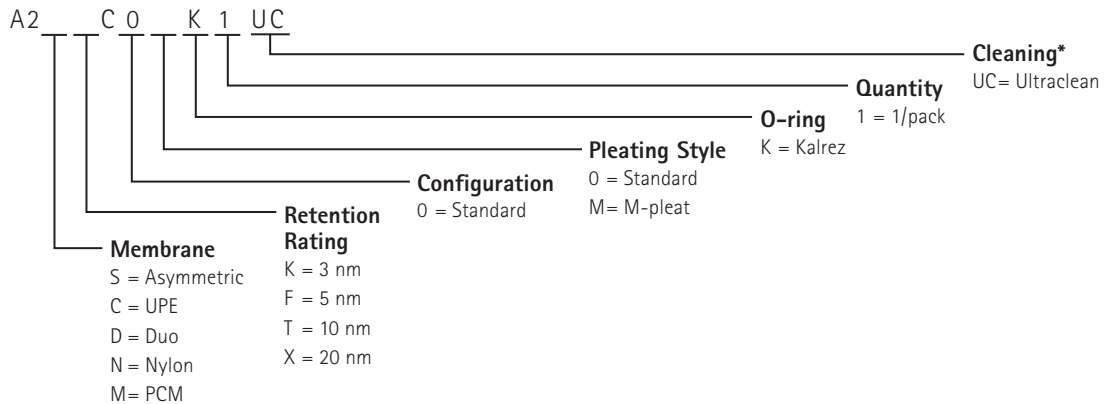 A2 _ _ C 0 _ K 1 UC
Cleaning*
UC= Ultraclean
Quantity
1 = 1/pack
O-ring
K = Kalrez
Pleating Style
0 = Standard
M= M-pleat
Configuration
0 = Standard
Retention
Rating
K = 3 nm
F = 5 nm
T = 10 nm
X = 20 nm
Membrane
S = Asymmetric
C = UPE
D = Duo
N = Nylon
M= PCM